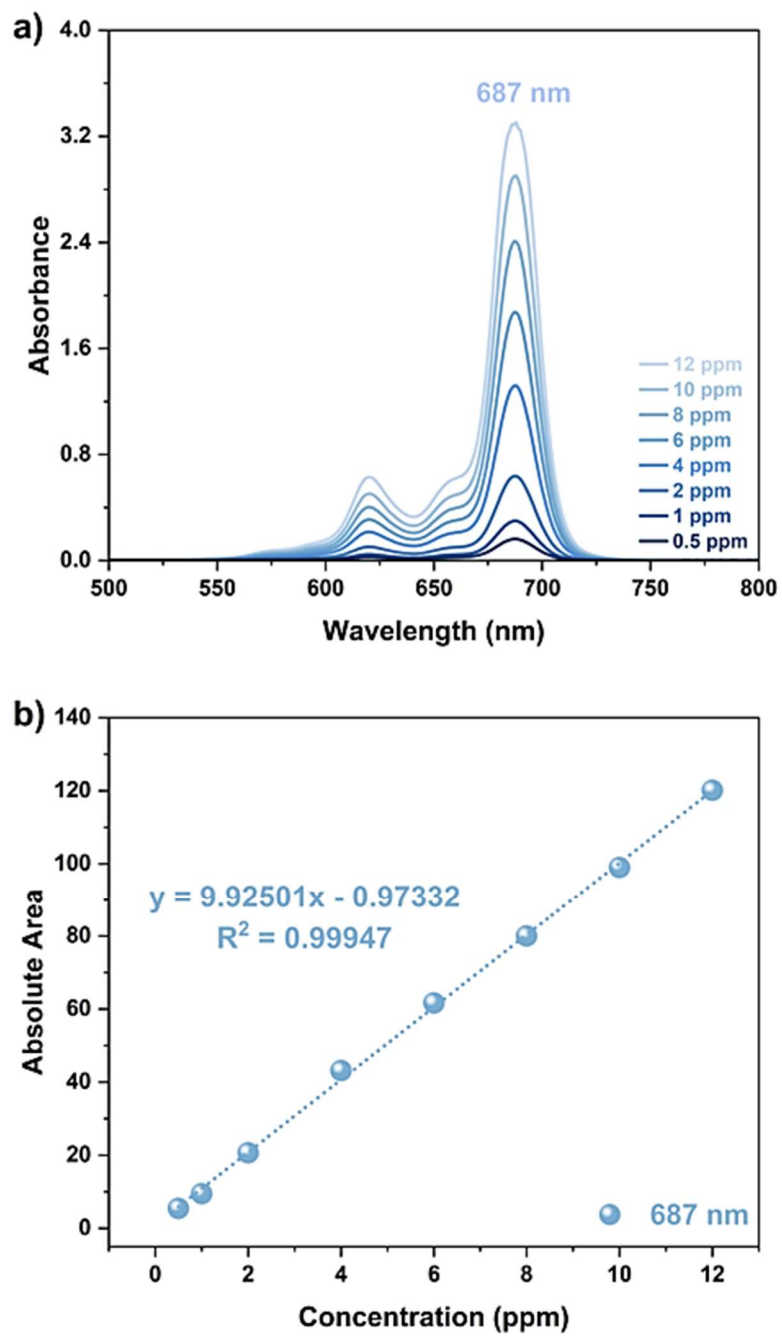 a)
4.0
3.2
2.4
1.6
0.8
0.0
Absorbance
687 nm
12 ppm
10 ppm
8 ppm
6 ppm
4 ppm
2 ppm
1 ppm
0.5 ppm
500 550 600 650 700 750 800
Wavelength (nm)
b)
140
120
100
80
60
40
20
0
Absolute Area
y = 9.92501x - 0.97332
R² = 0.99947
687 nm
0 2 4 6 8 10 12
Concentration (ppm)